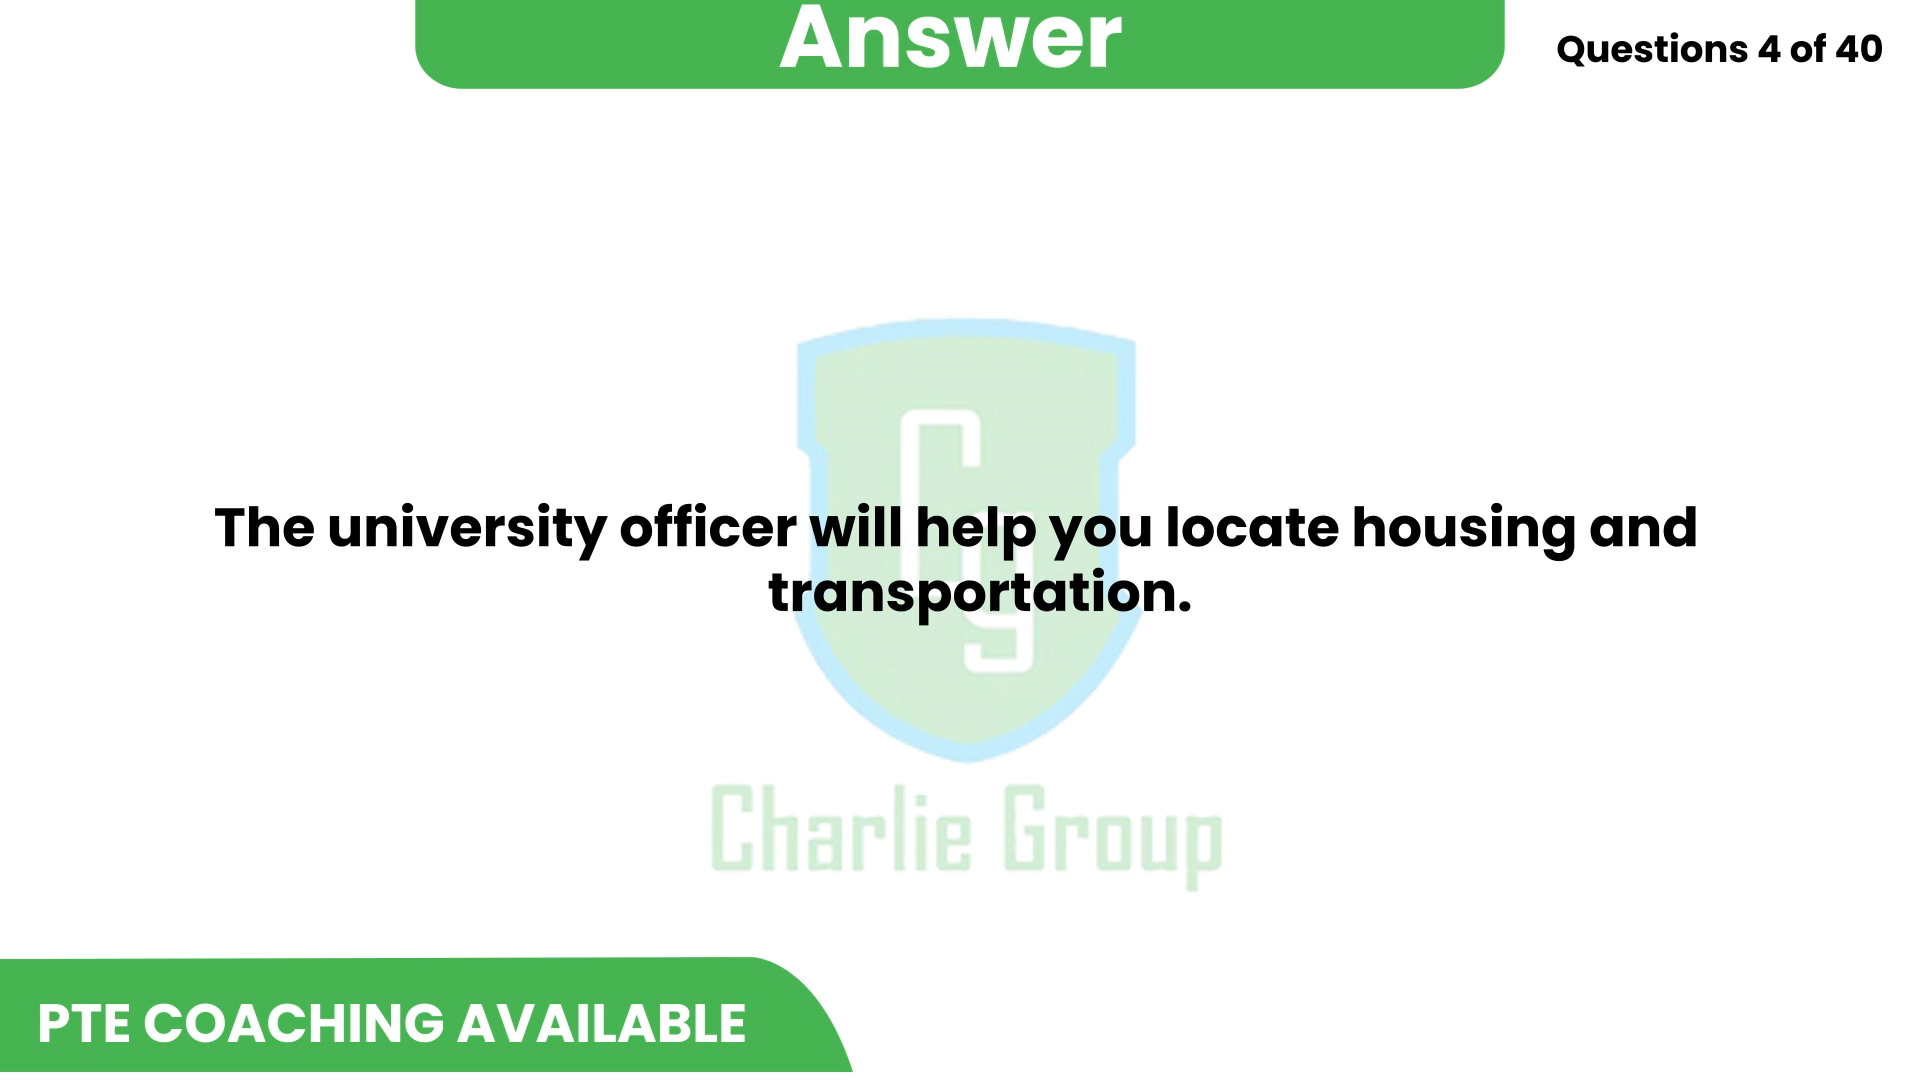 Answer
Questions 4 of 40
The university officer will help you locate housing and
transportation.
Cg
Charlie Group
PTE COACHING AVAILABLE